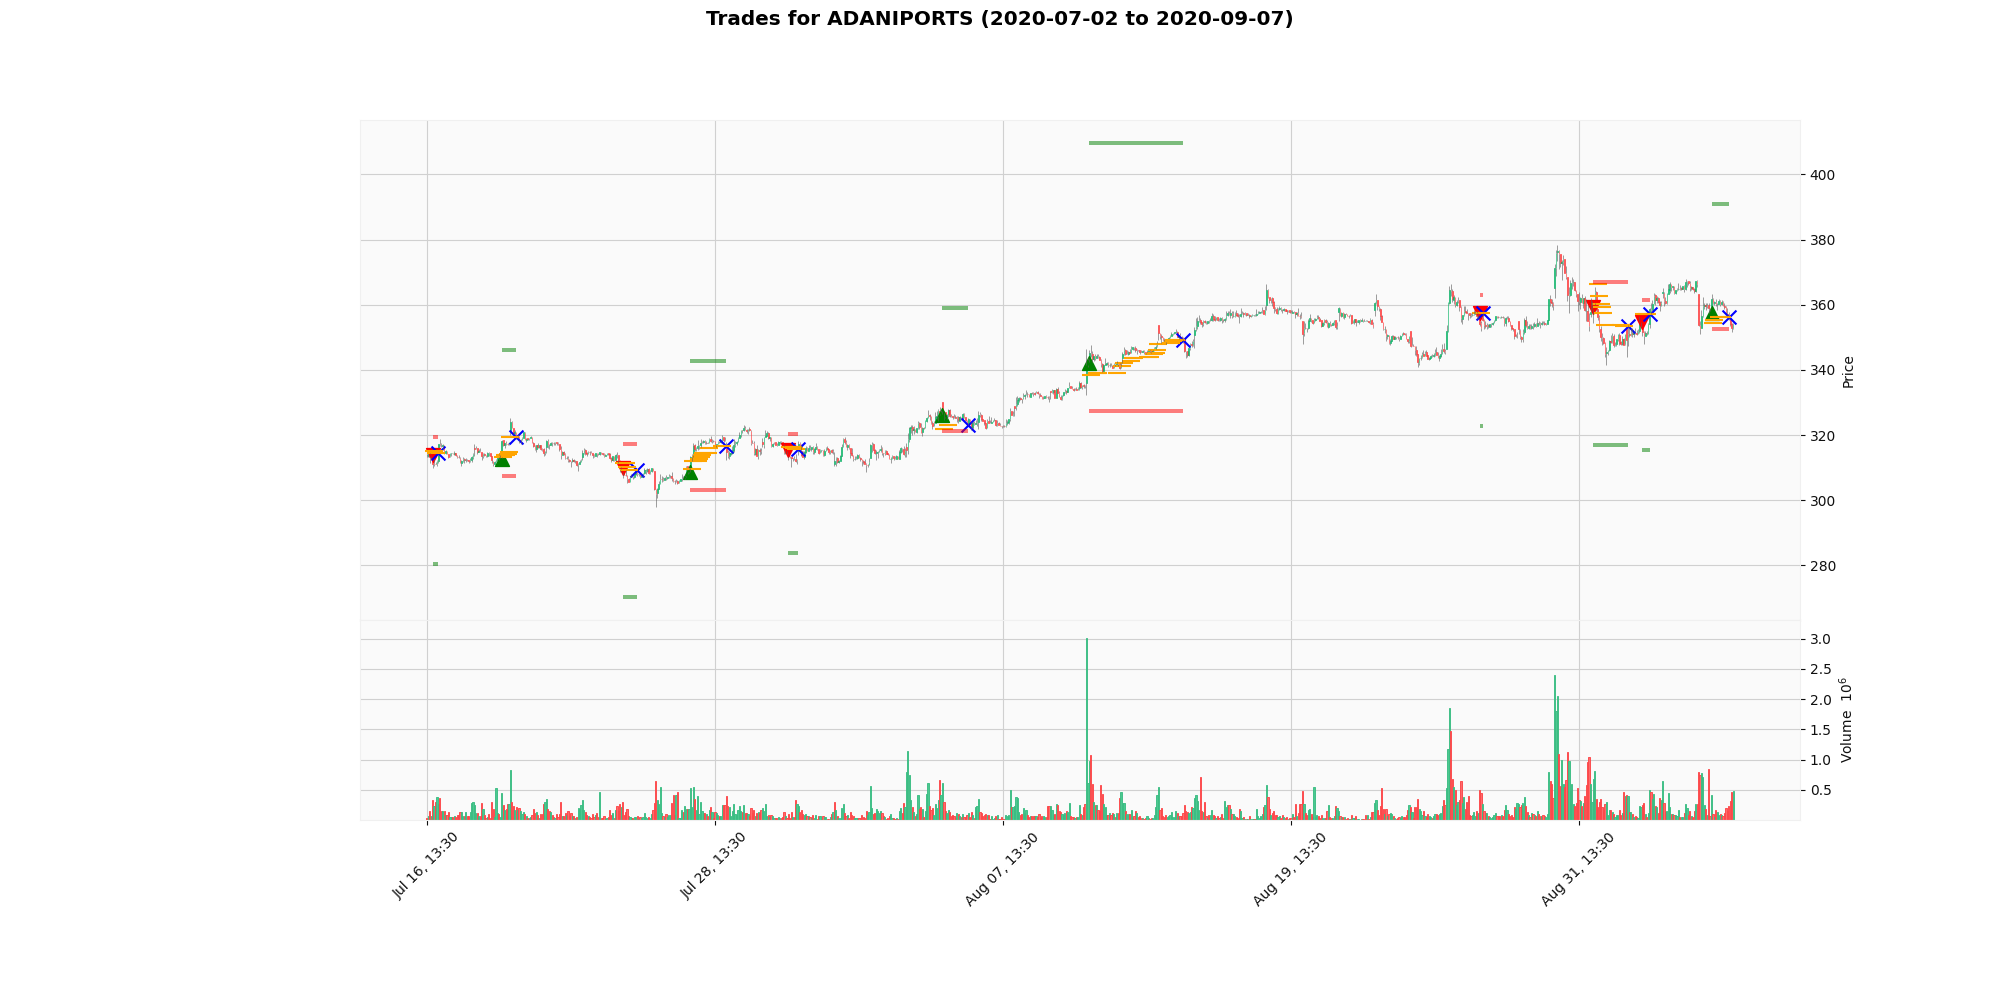 Trades for ADANIPORTS (2020-07-02 to 2020-09-07)
400
380
360
340
320
300
280
Price
3.0
2.5
2.0
1.5
1.0
0.5
Volume 10^6
Jul 16, 13:30
Jul 28, 13:30
Aug 07, 13:30
Aug 19, 13:30
Aug 31, 13:30